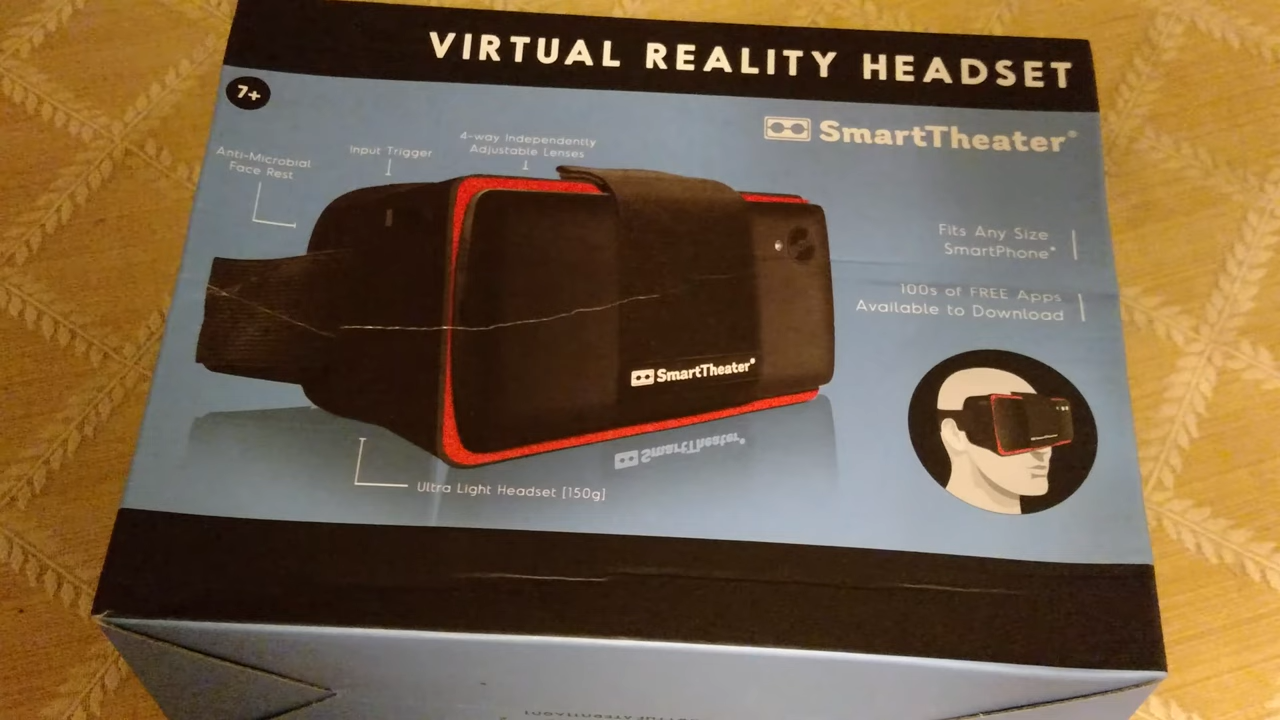 VIRTUAL REALITY HEADSET
7+
SmartTheater®
Anti-Microbial
Face Rest
Input Trigger
4-way Independently
Adjustable Lenses
Fits Any Size
SmartPhone*
100s of FREE Apps
Available to Download
SmartTheater®
SmartTheater®
Ultra Light Headset [150g]